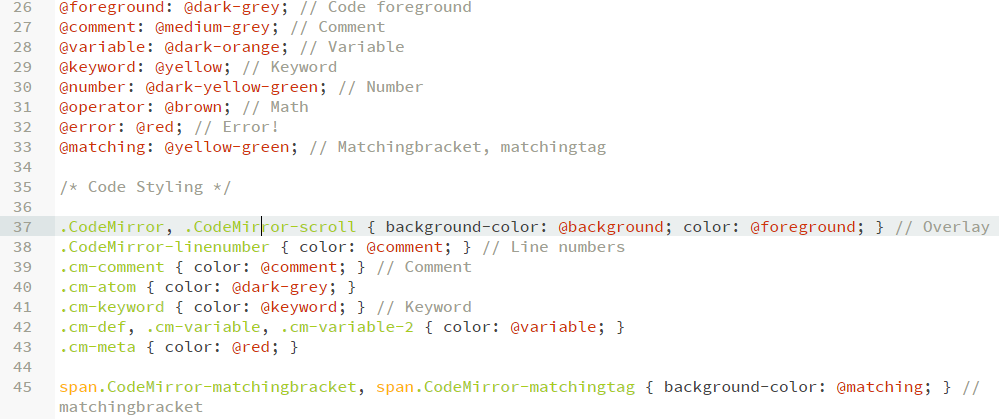 26 @foreground: @dark-grey; // Code foreground
27 @comment: @medium-grey; // Comment
28 @variable: @dark-orange; // Variable
29 @keyword: @yellow; // Keyword
30 @number: @dark-yellow-green; // Number
31 @operator: @brown; // Math
32 @error: @red; // Error!
33 @matching: @yellow-green; // Matchingbracket, matchingtag
34
35 /* Code Styling */
36
37 .CodeMirror, .CodeMirror-scroll { background-color: @background; color: @foreground; } // Overlay
38 .CodeMirror-linenumber { color: @comment; } // Line numbers
39 .cm-comment { color: @comment; } // Comment
40 .cm-atom { color: @dark-grey; }
41 .cm-keyword { color: @keyword; } // Keyword
42 .cm-def, .cm-variable, .cm-variable-2 { color: @variable; }
43 .cm-meta { color: @red; }
44
45 span.CodeMirror-matchingbracket, span.CodeMirror-matchingtag { background-color: @matching; } //
matchingbracket